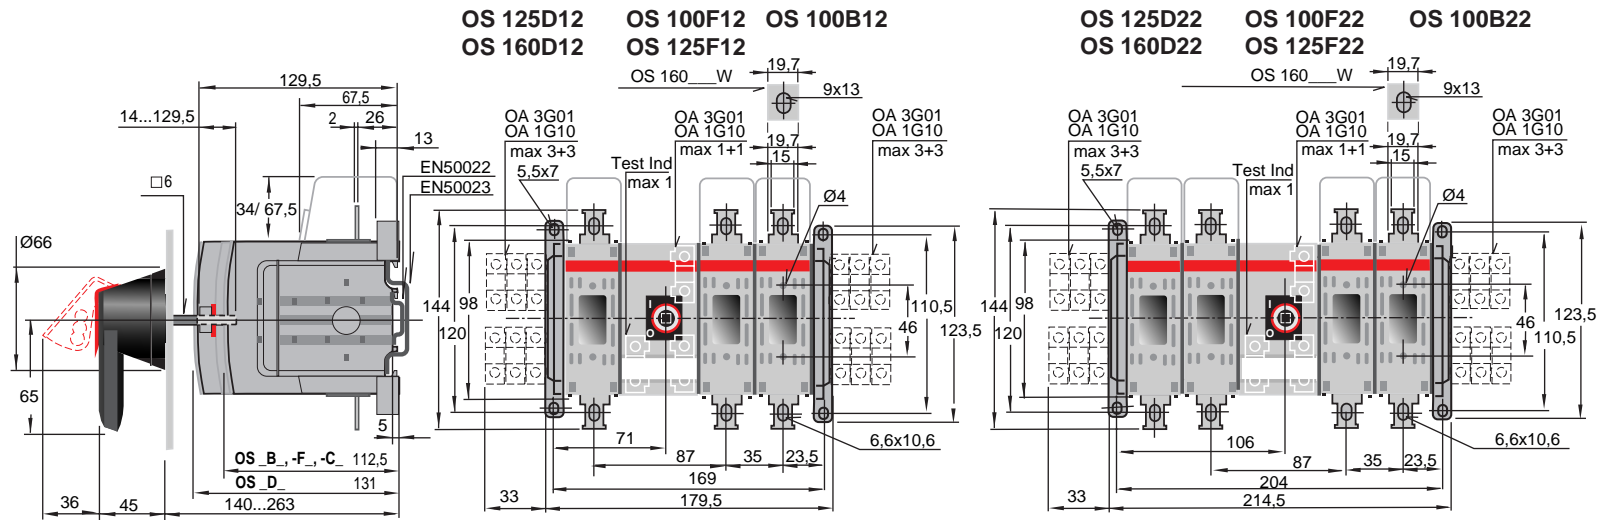 OS 125D12 OS 100F12 OS 100B12
OS 160D12 OS 125F12
OS 125D22 OS 100F22 OS 100B22
OS 160D22 OS 125F22
129,5
67,5
14...129,5
2
26
13
EN50022
EN50023
□6
34/ 67,5
Ø66
65
5
OS _B_, -F_, -C_ 112,5
OS _D_ 131
36
45
140...263
OS 160___W
19,7
9x13
OA 3G01
OA 1G10
max 3+3
5,5x7
Test Ind
max 1
OA 3G01
OA 1G10
max 1+1
19,7
15
OA 3G01
OA 1G10
max 3+3
Ø4
144
98
120
I
O
46
110,5
123,5
71
87
35
23,5
6,6x10,6
169
33
179,5
OS 160___W
19,7
9x13
OA 3G01
OA 1G10
max 3+3
5,5x7
Test Ind
max 1
OA 3G01
OA 1G10
max 1+1
19,7
15
OA 3G01
OA 1G10
max 3+3
Ø4
144
98
120
I
O
46
110,5
123,5
106
87
35
23,5
6,6x10,6
204
33
214,5